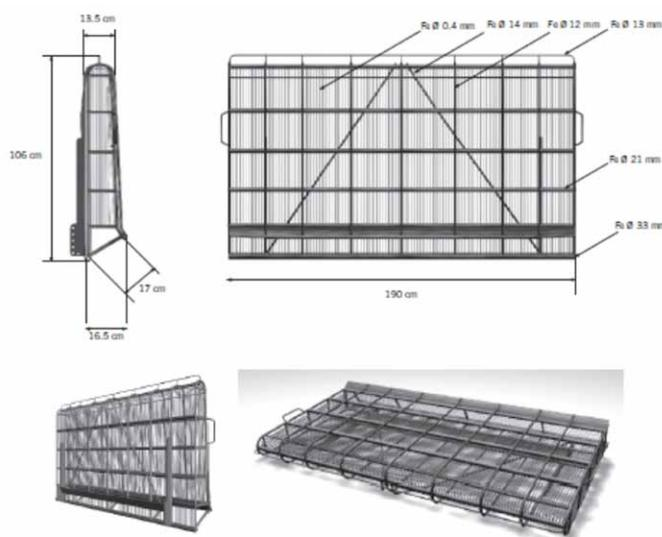 13.5 cm
106 cm
17 cm
16.5 cm
Fe Ø 0.4 mm
Fe Ø 14 mm
Fe Ø 12 mm
Fe Ø 13 mm
Fe Ø 21 mm
Fe Ø 33 mm
190 cm